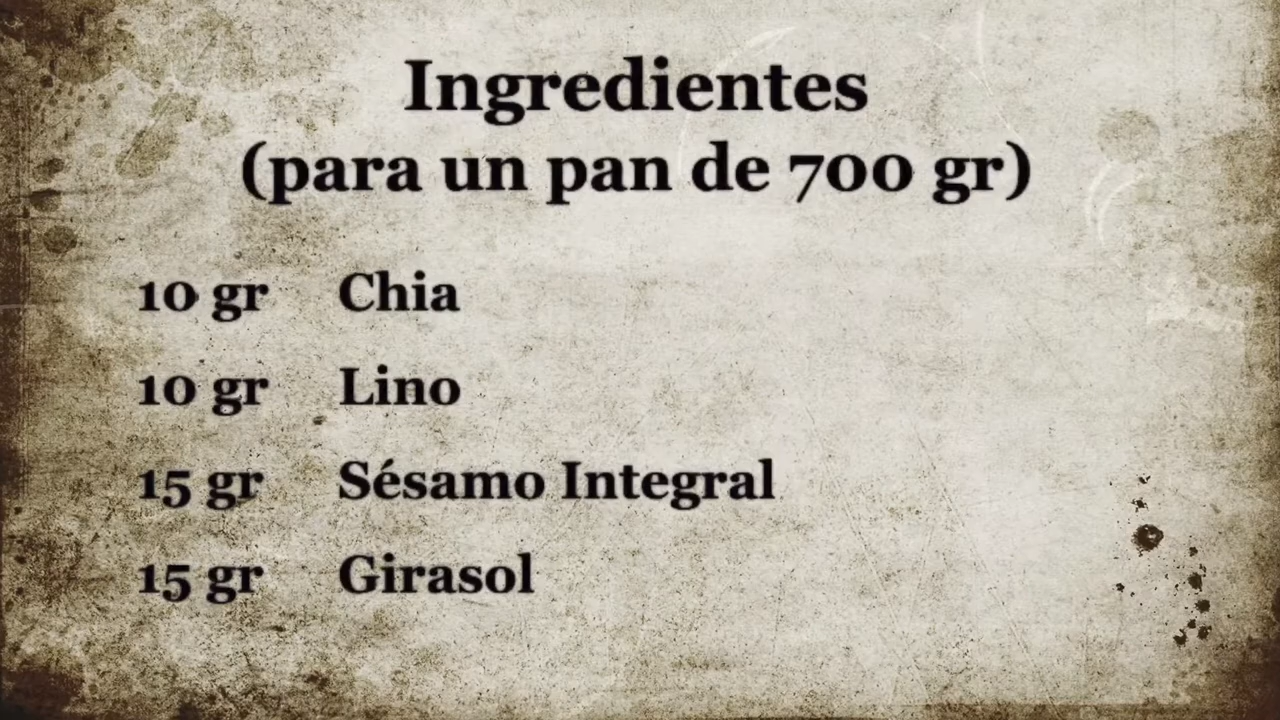 Ingredientes
(para un pan de 700 gr)
10 gr Chia
10 gr Lino
15 gr Sésamo Integral
15 gr Girasol